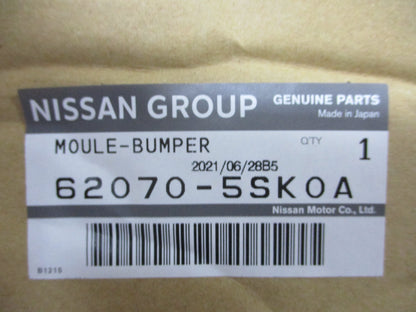 NISSAN GROUP
GENUINE PARTS
Made in Japan
MOULE-BUMPER
QTY 1
2021/06/28B5
62070-5SK0A
Nissan Motor Co., Ltd.
B1215